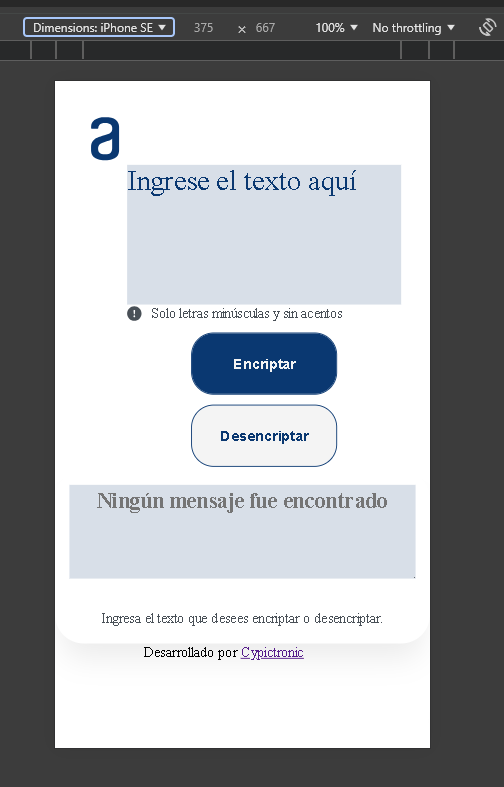 Dimensions: iPhone SE ▼ 375 × 667 100% ▼ No throttling ▼
a
Ingrese el texto aquí
! Solo letras minúsculas y sin acentos
Encriptar
Desencriptar
Ningún mensaje fue encontrado
Ingresa el texto que desees encriptar o desencriptar.
Desarrollado por Cypictronic